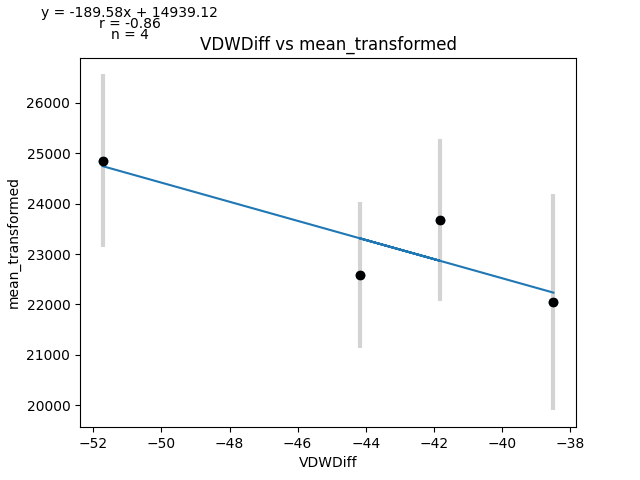 y = -189.58x + 14939.12
r = -0.86
n = 4
VDWDiff vs mean_transformed
mean_transformed
26000
25000
24000
23000
22000
21000
20000
−52
−50
−48
−46
−44
−42
−40
−38
VDWDiff